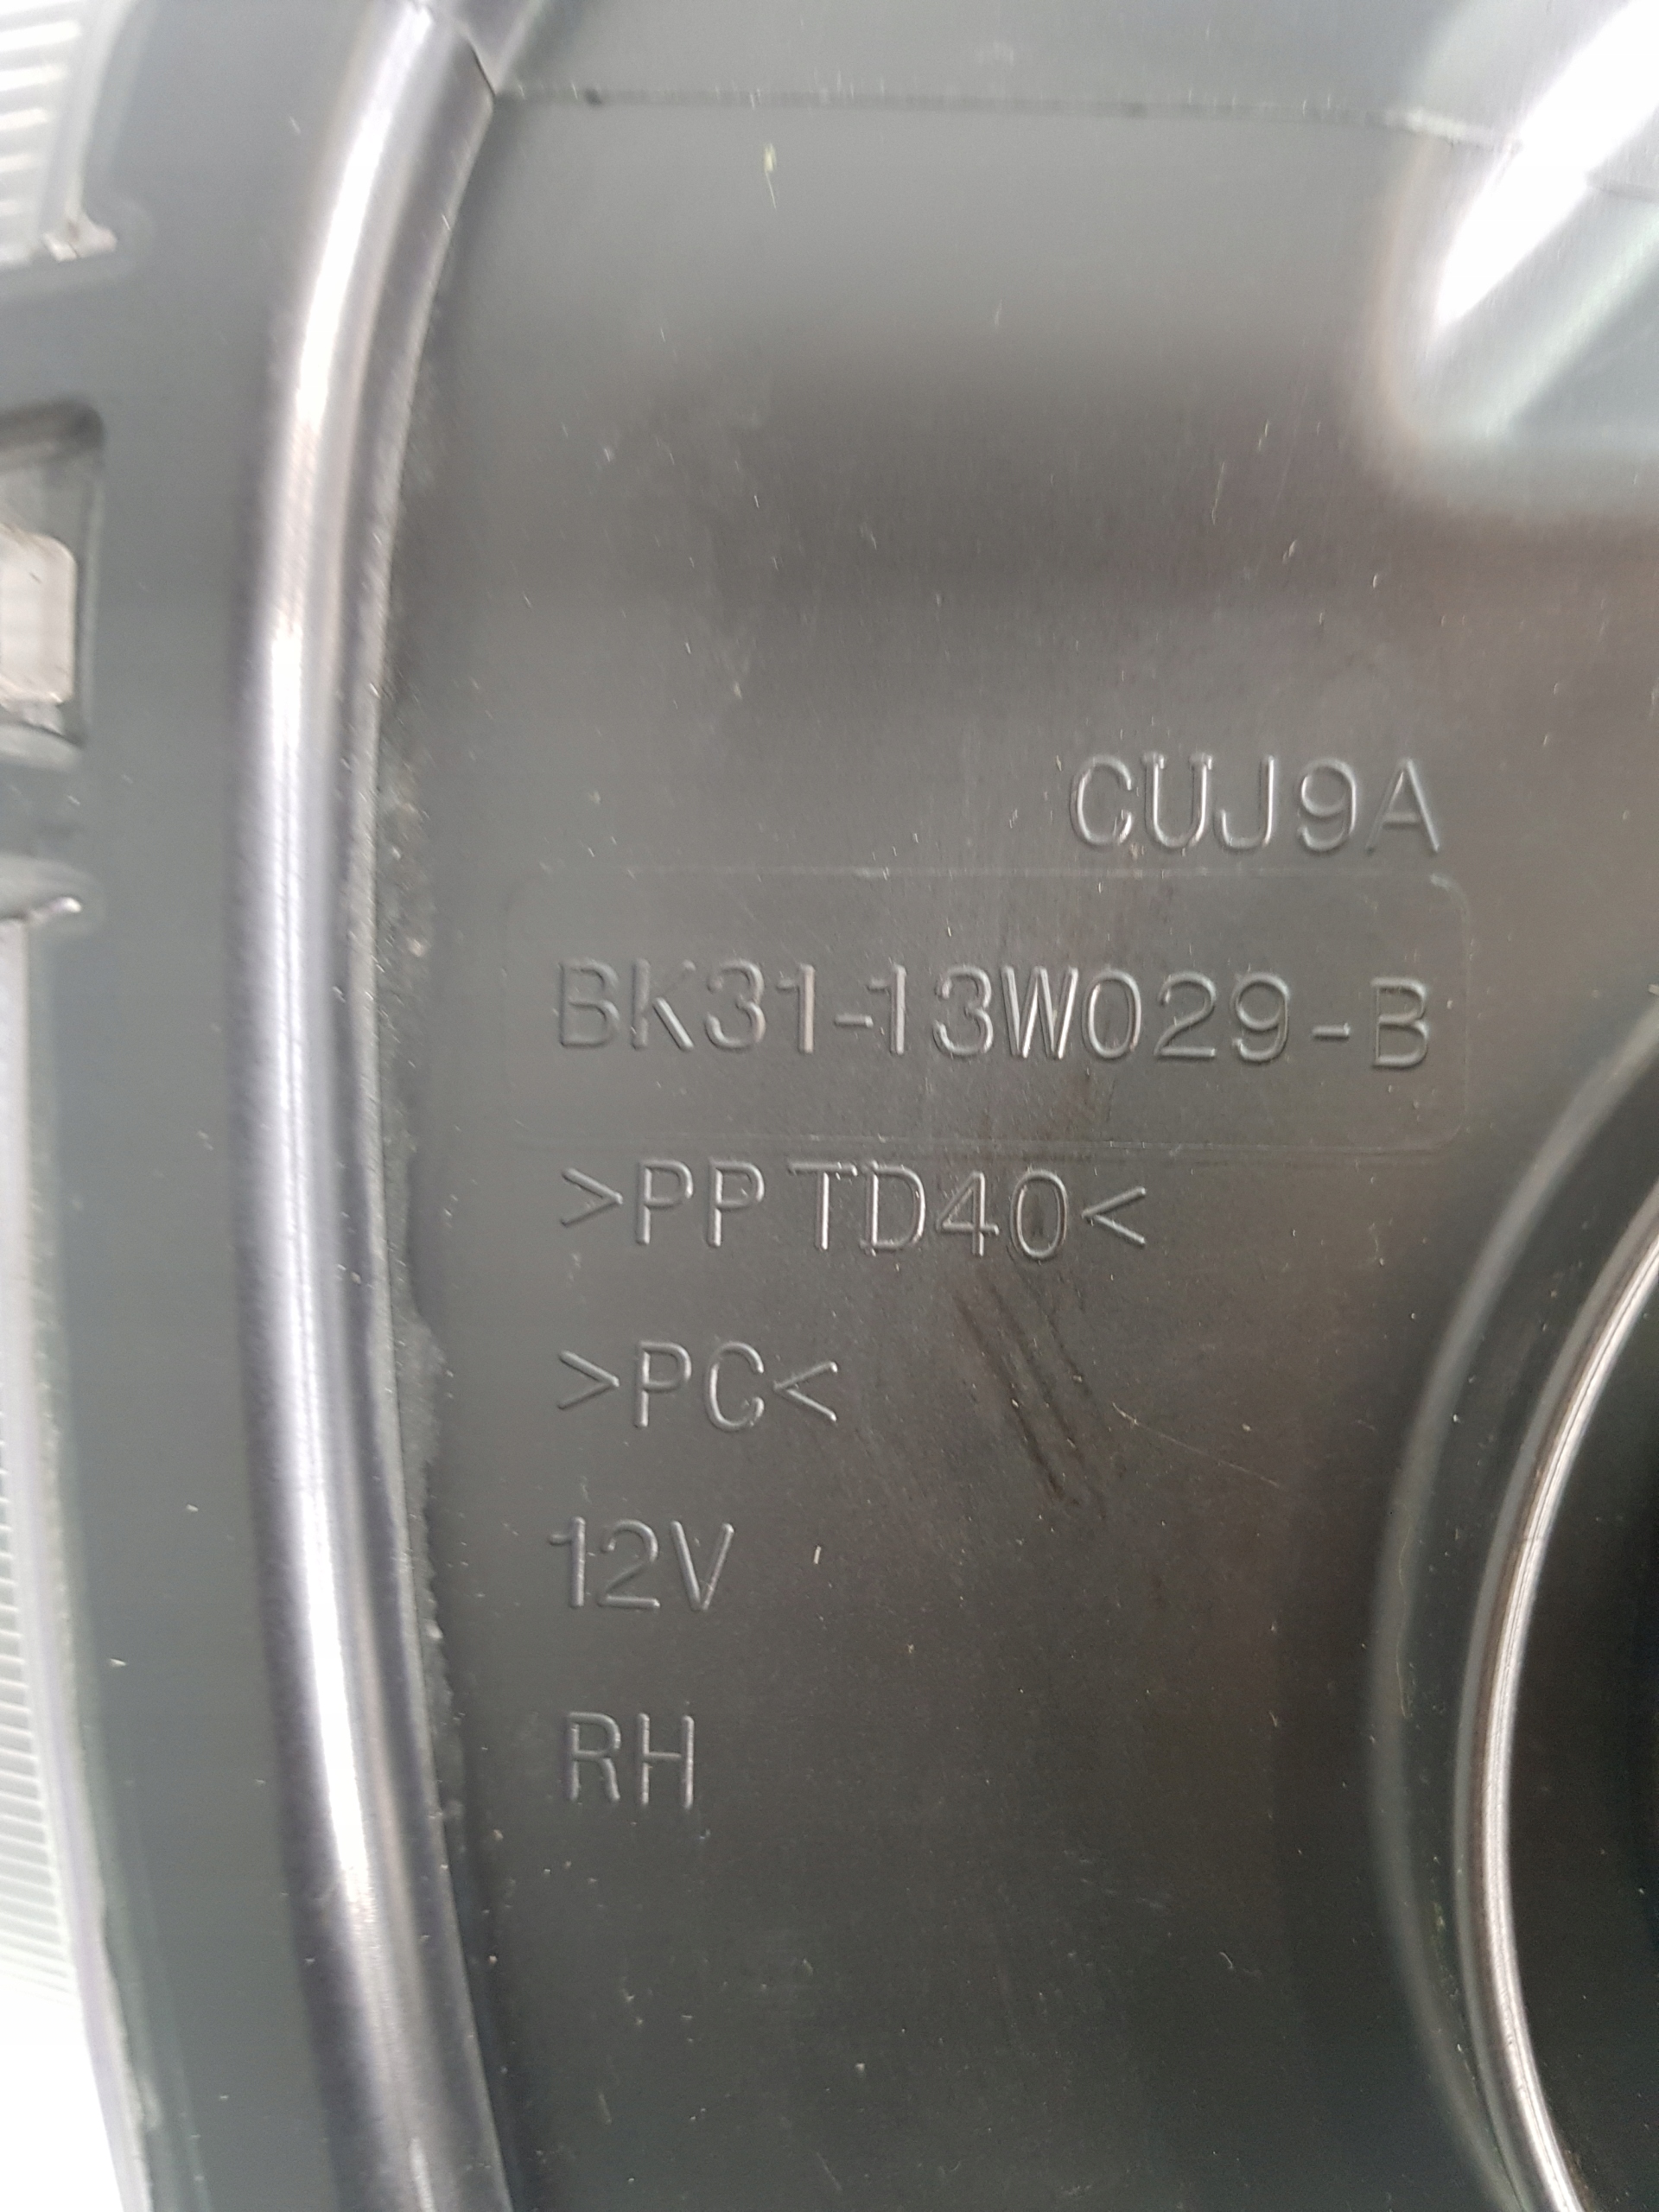 CUJ9A
BK31-13W029-B
>PP TD40<
>PC<
12V
RH